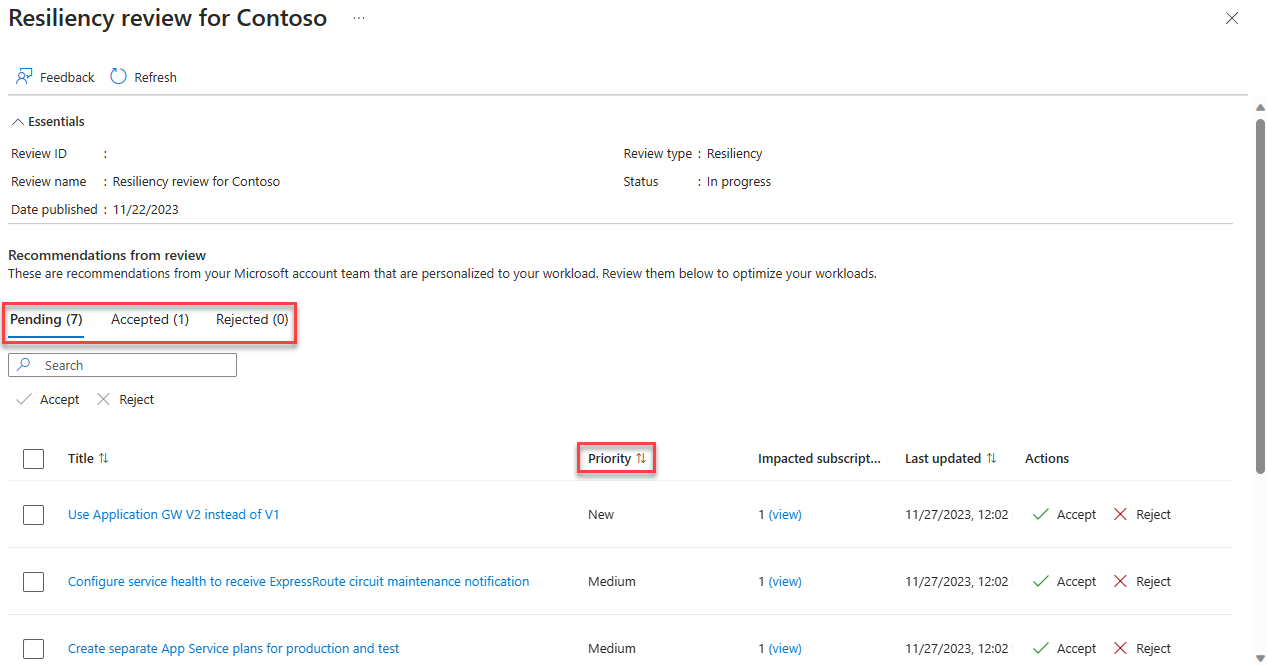 Resiliency review for Contoso ...
Feedback Refresh
Essentials
Review ID : Review type : Resiliency
Review name : Resiliency review for Contoso Status : In progress
Date published : 11/22/2023
Recommendations from review
These are recommendations from your Microsoft account team that are personalized to your workload. Review them below to optimize your workloads.
Pending (7) Accepted (1) Rejected (0)
Search
Accept Reject
Title Priority Impacted subscript... Last updated Actions
Use Application GW V2 instead of V1 New 1 (view) 11/27/2023, 12:02 Accept Reject
Configure service health to receive ExpressRoute circuit maintenance notification Medium 1 (view) 11/27/2023, 12:02 Accept Reject
Create separate App Service plans for production and test Medium 1 (view) 11/27/2023, 12:02 Accept Reject